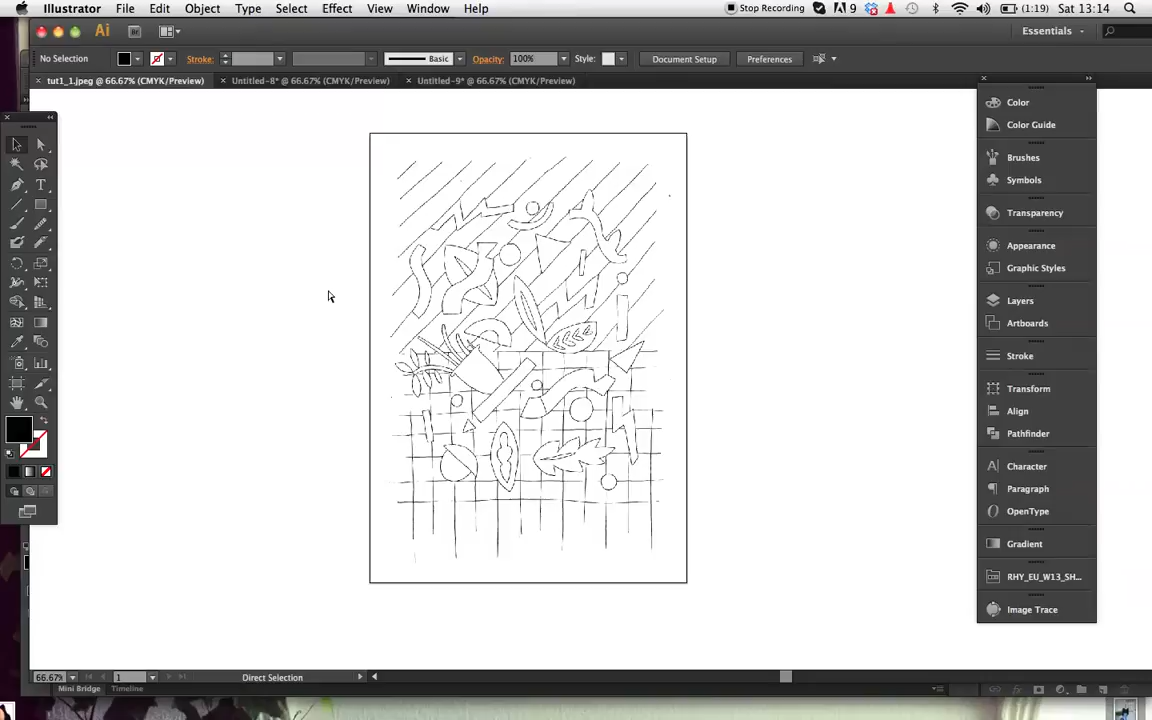 Illustrator File Edit Object Type Select Effect View Window Help Stop Recording 9 (1:19) Sat 13:14
Ai Br Essentials
No Selection Stroke: Basic Opacity: 100% Style: Document Setup Preferences
× tut1_1.jpeg @ 66.67% (CMYK/Preview) × Untitled-8* @ 66.67% (CMYK/Preview) × Untitled-9* @ 66.67% (CMYK/Preview)
Color
Color Guide
Brushes
Symbols
Transparency
Appearance
Graphic Styles
Layers
Artboards
Stroke
Transform
Align
Pathfinder
Character
Paragraph
OpenType
Gradient
RHY_EU_W13_SH...
Image Trace
66.67% 1 Direct Selection
Mini Bridge Timeline